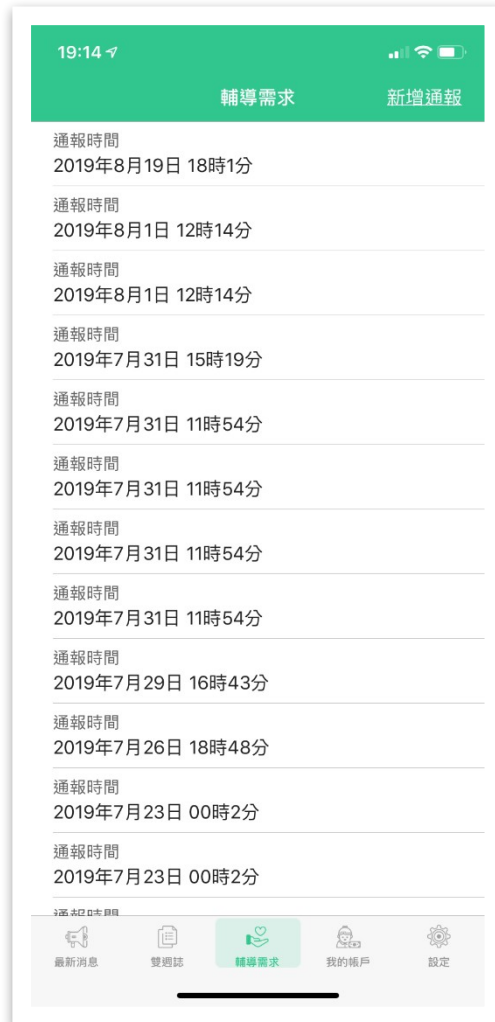 19:14
輔導需求
新增通報
通報時間
2019年8月19日 18時1分
通報時間
2019年8月1日 12時14分
通報時間
2019年8月1日 12時14分
通報時間
2019年7月31日 15時19分
通報時間
2019年7月31日 11時54分
通報時間
2019年7月31日 11時54分
通報時間
2019年7月31日 11時54分
通報時間
2019年7月31日 11時54分
通報時間
2019年7月29日 16時43分
通報時間
2019年7月26日 18時48分
通報時間
2019年7月23日 00時2分
通報時間
2019年7月23日 00時2分
通報時間
最新消息
雙週誌
輔導需求
我的帳戶
設定